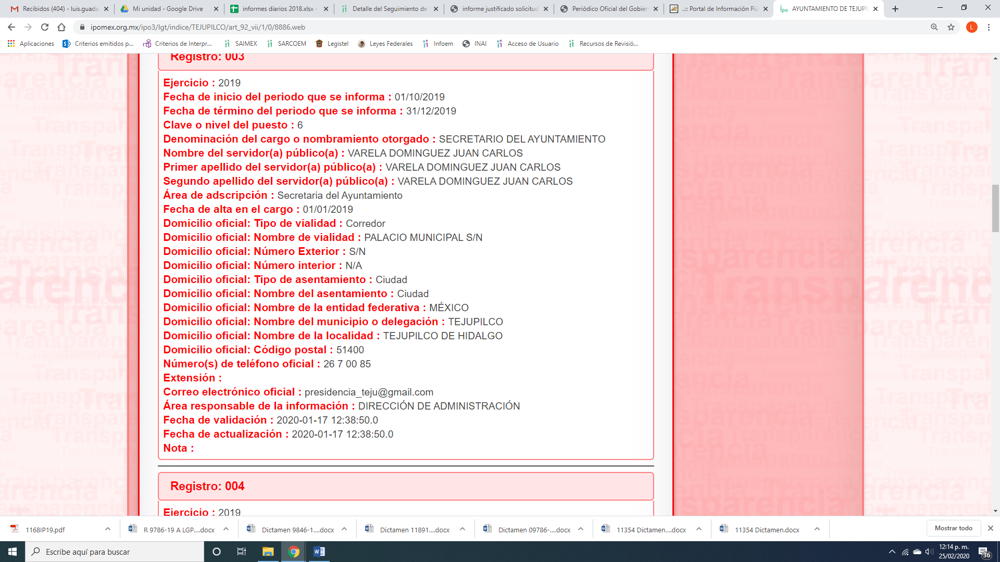 Recibidos (404) - luis.guada
Mi unidad - Google Drive
informes diarios 2018.xlsx -
Detalle del Seguimiento de
informe justificado solicitud
Periódico Oficial del Gobier
..:: Portal de Información Pú
AYUNTAMIENTO DE TEJUPI
ipomex.org.mx/ipo3/lgt/indice/TEJUPILCO/art_92_vii/1/0/8886.web
L
Aplicaciones
Criterios emitidos p...
Criterios de Interpr...
SAIMEX
SARCOEM
Legistel
Leyes Federales
Infoem
INAI
Acceso de Usuario
Recursos de Revisió...
Registro: 003
Ejercicio : 2019
Fecha de inicio del periodo que se informa : 01/10/2019
Fecha de término del periodo que se informa : 31/12/2019
Clave o nivel del puesto : 6
Denominación del cargo o nombramiento otorgado : SECRETARIO DEL AYUNTAMIENTO
Nombre del servidor(a) público(a) : VARELA DOMINGUEZ JUAN CARLOS
Primer apellido del servidor(a) público(a) : VARELA DOMINGUEZ JUAN CARLOS
Segundo apellido del servidor(a) público(a) : VARELA DOMINGUEZ JUAN CARLOS
Área de adscripción : Secretaria del Ayuntamiento
Fecha de alta en el cargo : 01/01/2019
Domicilio oficial: Tipo de vialidad : Corredor
Domicilio oficial: Nombre de vialidad : PALACIO MUNICIPAL S/N
Domicilio oficial: Número Exterior : S/N
Domicilio oficial: Número interior : N/A
Domicilio oficial: Tipo de asentamiento : Ciudad
Domicilio oficial: Nombre del asentamiento : Ciudad
Domicilio oficial: Nombre de la entidad federativa : MÉXICO
Domicilio oficial: Nombre del municipio o delegación : TEJUPILCO
Domicilio oficial: Nombre de la localidad : TEJUPILCO DE HIDALGO
Domicilio oficial: Código postal : 51400
Número(s) de teléfono oficial : 26 7 00 85
Extensión :
Correo electrónico oficial : presidencia_teju@gmail.com
Área responsable de la información : DIRECCIÓN DE ADMINISTRACIÓN
Fecha de validación : 2020-01-17 12:38:50.0
Fecha de actualización : 2020-01-17 12:38:50.0
Nota :
Registro: 004
Ejercicio : 2019
1168IP19.pdf
R 9786-19 A LGP....docx
Dictamen 9846-1....docx
Dictamen 11891....docx
Dictamen 09786-....docx
11354 Dictamen....docx
11354 Dictamen.docx
Mostrar todo
Escribe aquí para buscar
12:14 p. m.
25/02/2020
36